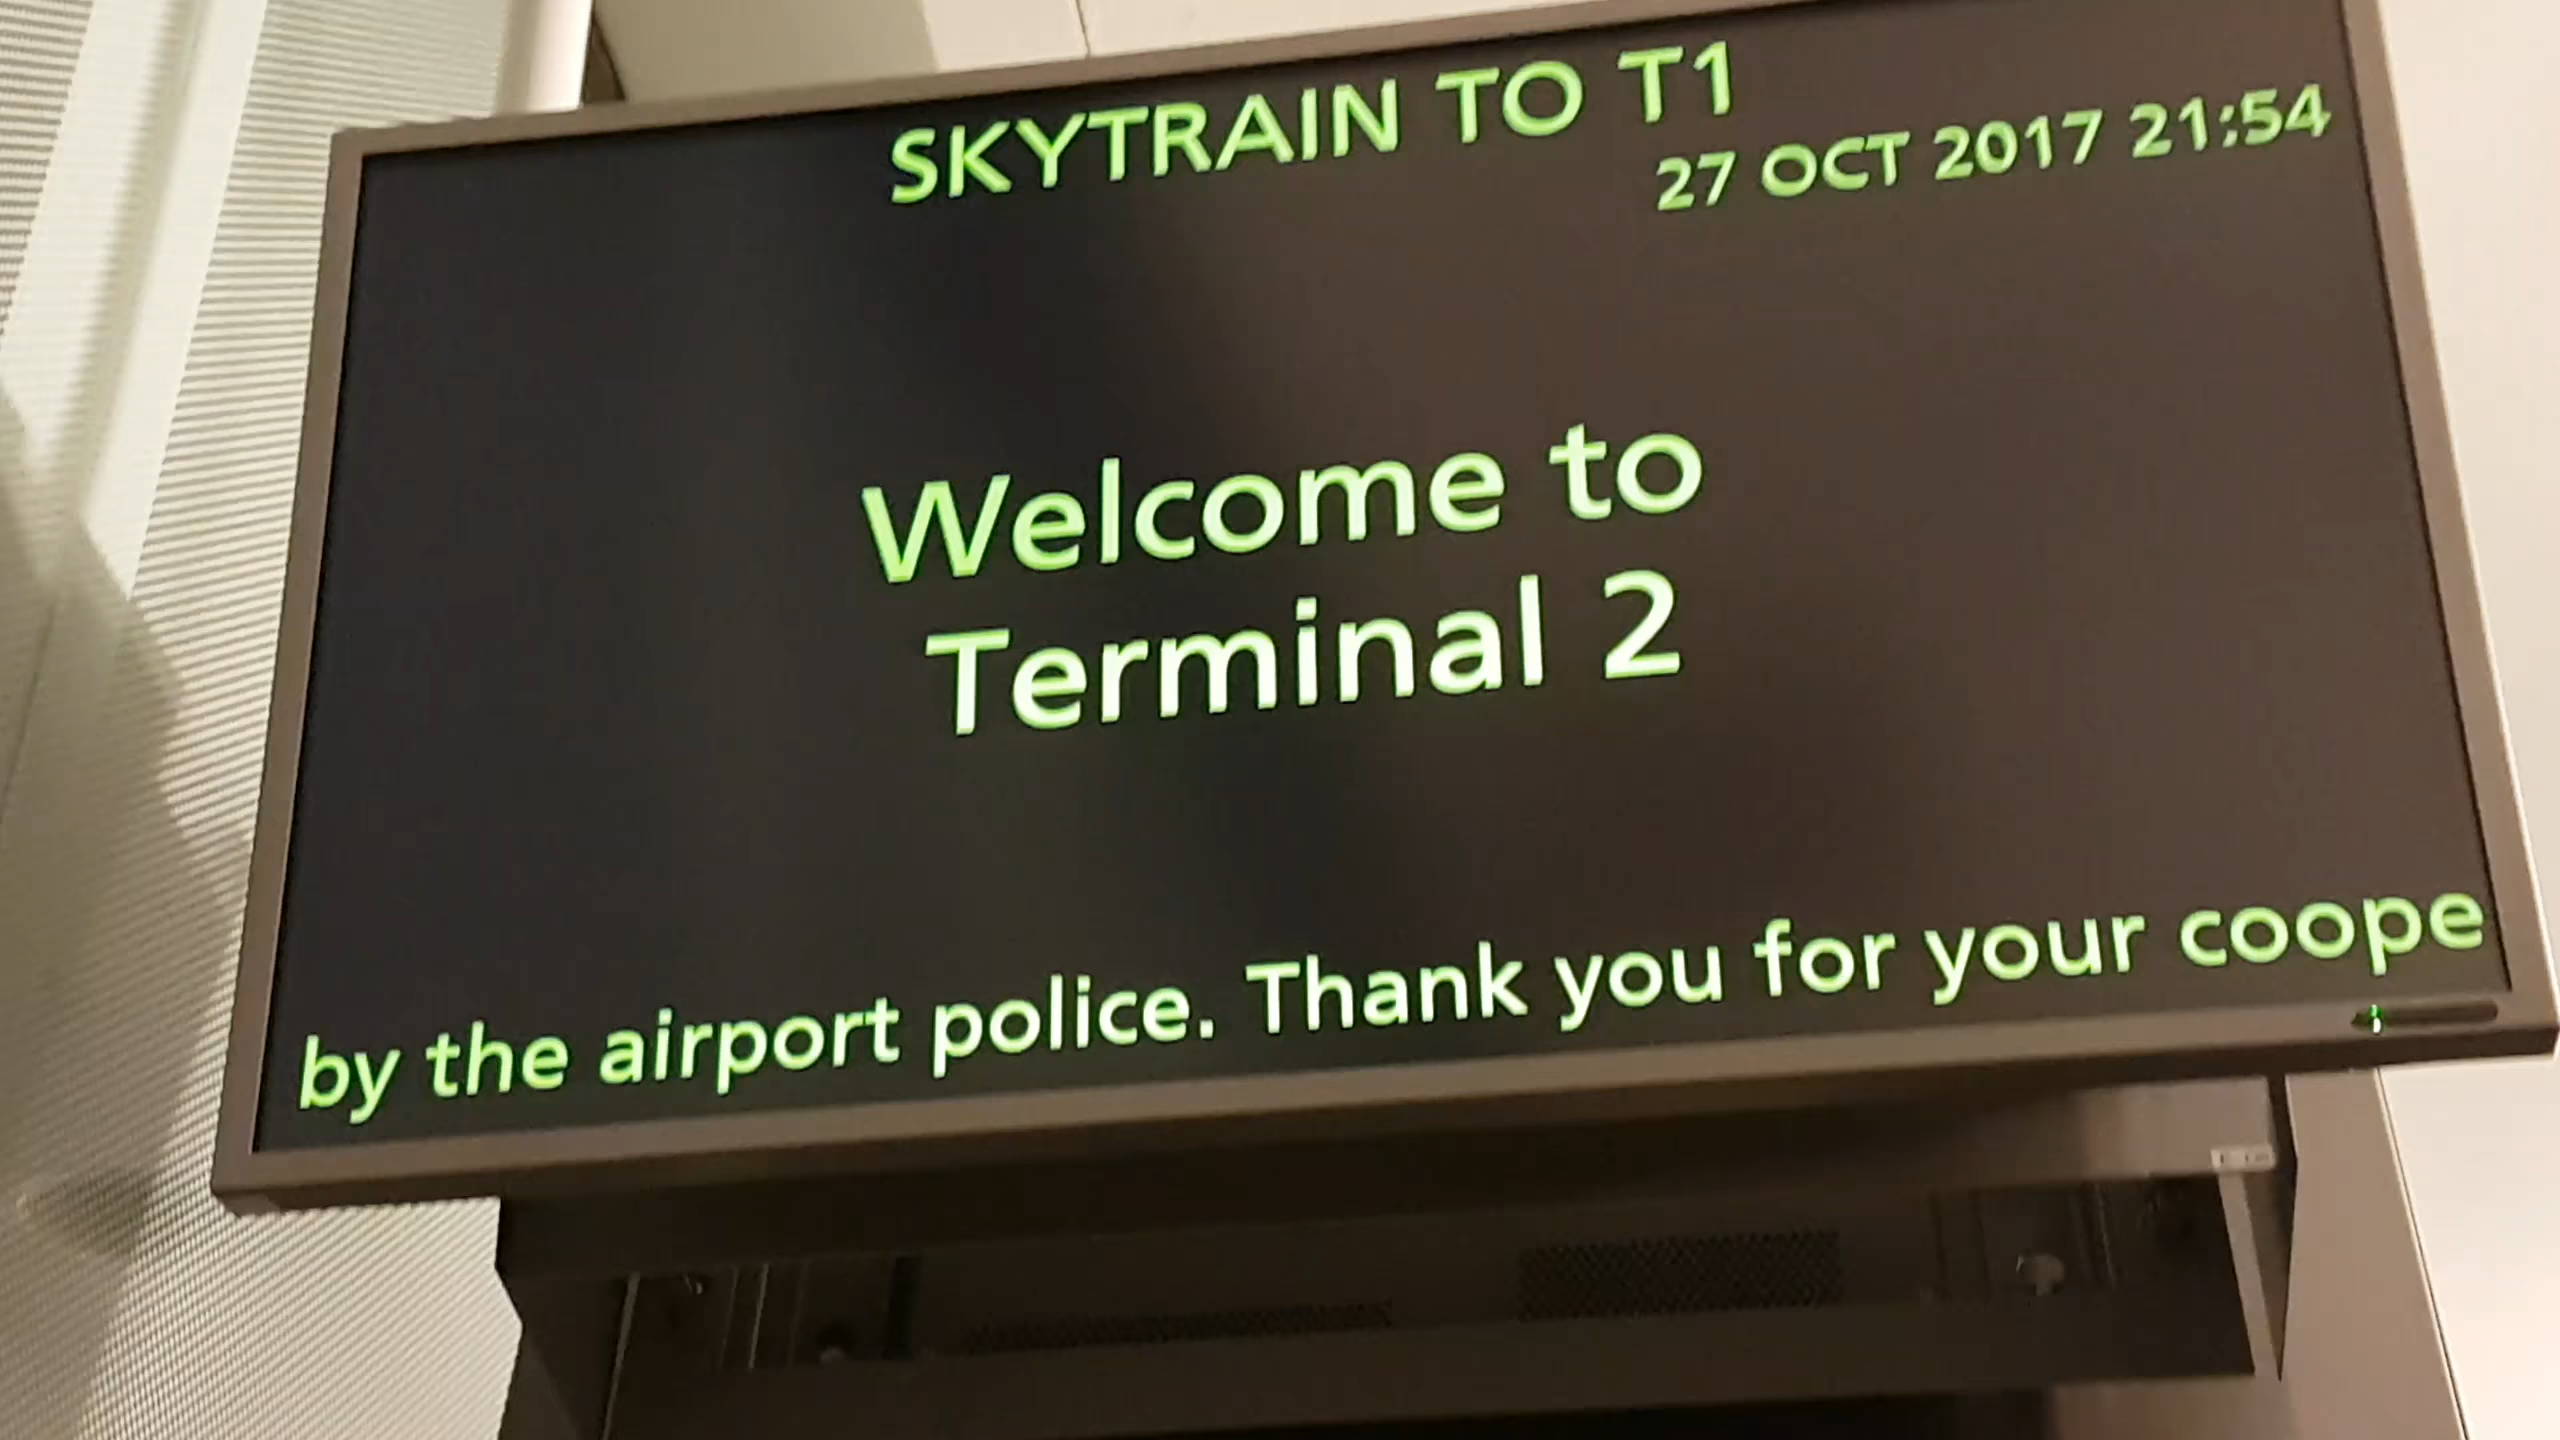 SKYTRAIN TO T1
27 OCT 2017 21:54
Welcome to
Terminal 2
by the airport police. Thank you for your coope